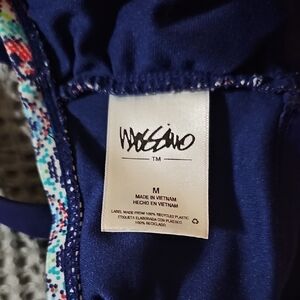 Mossimo
TM
M
MADE IN VIETNAM
HECHO EN VIETNAM
LABEL MADE FROM 100% RECYCLED PLASTIC
ETIQUETA ELABORADA CON PLÁSTICO
100% RECICLADO